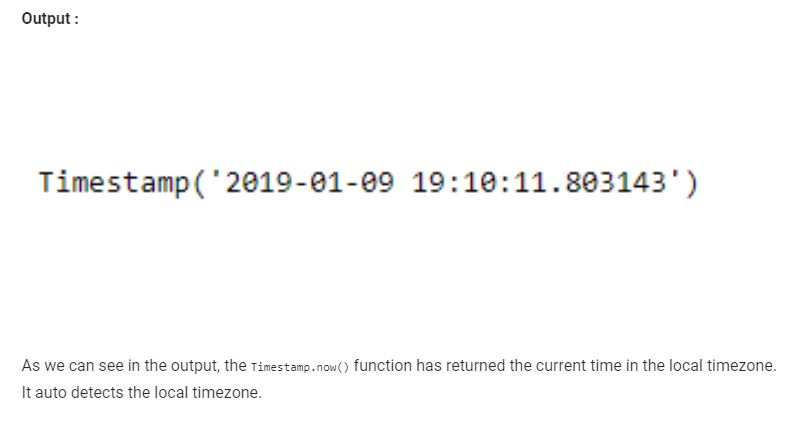 Output :
Timestamp('2019-01-09 19:10:11.803143')
As we can see in the output, the Timestamp.now() function has returned the current time in the local timezone.
It auto detects the local timezone.